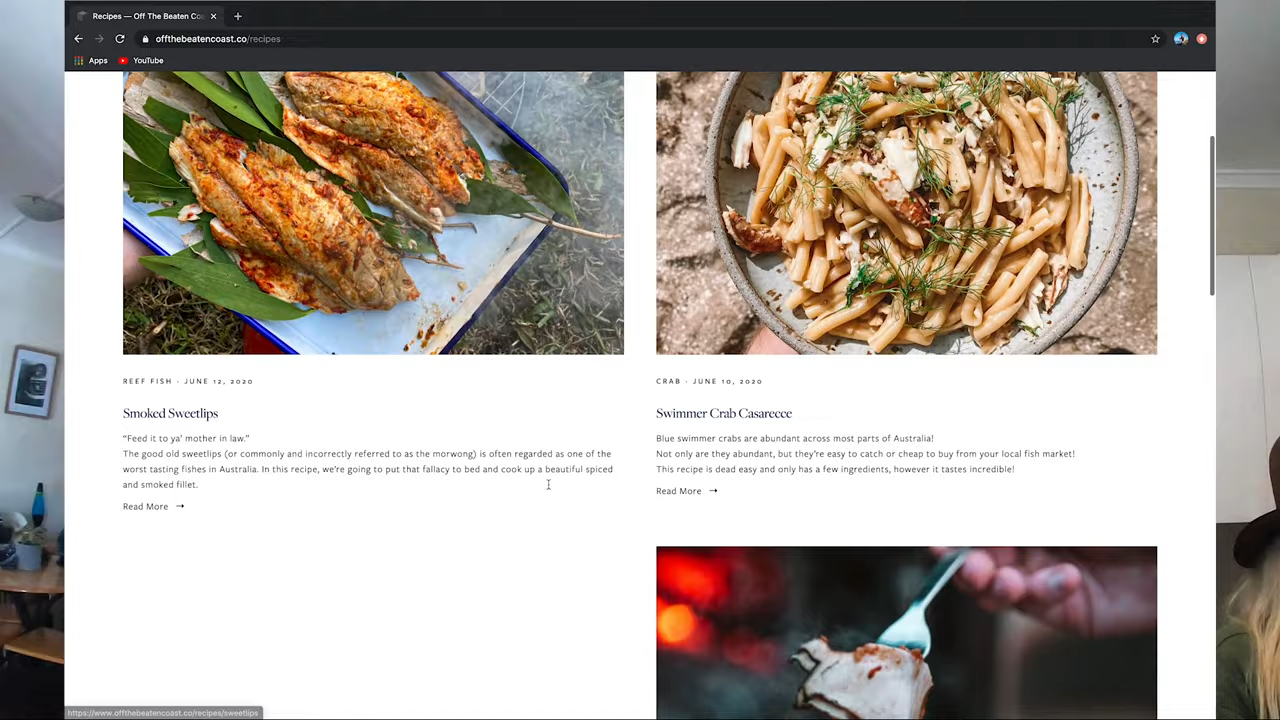 Recipes — Off The Beaten Co
offthebeatencoast.co/recipes
Apps
YouTube
REEF FISH · JUNE 12, 2020
Smoked Sweetlips
“Feed it to ya’ mother in law.”
The good old sweetlips (or commonly and incorrectly referred to as the morwong) is often regarded as one of the
worst tasting fishes in Australia. In this recipe, we’re going to put that fallacy to bed and cook up a beautiful spiced
and smoked fillet.
Read More →
CRAB · JUNE 10, 2020
Swimmer Crab Casarecce
Blue swimmer crabs are abundant across most parts of Australia!
Not only are they abundant, but they’re easy to catch or cheap to buy from your local fish market!
This recipe is dead easy and only has a few ingredients, however it tastes incredible!
Read More →
https://www.offthebeatencoast.co/recipes/sweetlips